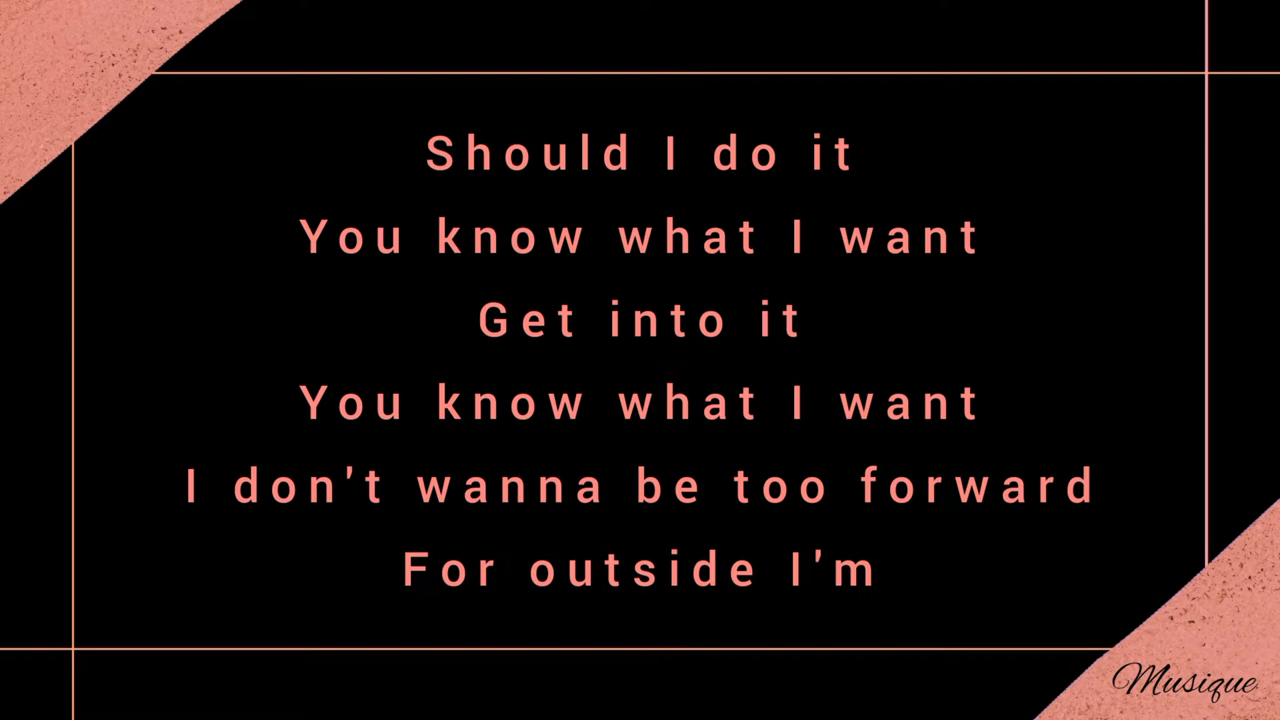 Should I do it
You know what I want
Get into it
You know what I want
I don't wanna be too forward
For outside I'm
Musique